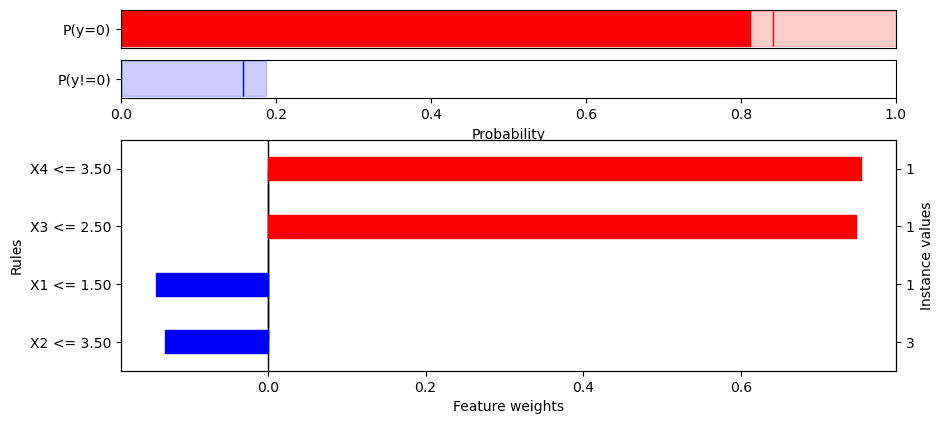 P(y=0)
P(y!=0)
0.0 0.2 0.4 0.6 0.8 1.0
Probability
X4 <= 3.50 1
X3 <= 2.50 1
X1 <= 1.50 1
X2 <= 3.50 3
Rules
Instance values
0.0 0.2 0.4 0.6
Feature weights